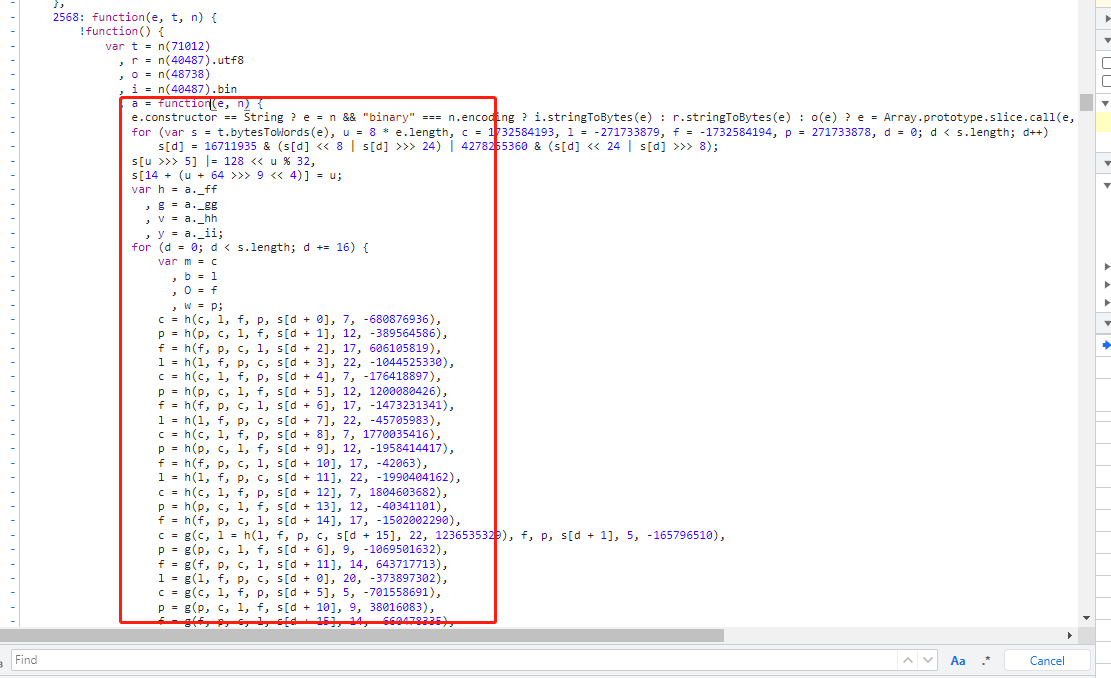 },
2568: function(e, t, n) {
!function() {
var t = n(71012)
, r = n(40487).utf8
, o = n(48738)
, i = n(40487).bin
, a = function(e, n) {
e.constructor == String ? e = n && "binary" === n.encoding ? i.stringToBytes(e) : r.stringToBytes(e) : o(e) ? e = Array.prototype.slice.call(e,
for (var s = t.bytesToWords(e), u = 8 * e.length, c = 1732584193, l = -271733879, f = -1732584194, p = 271733878, d = 0; d < s.length; d++)
s[d] = 16711935 & (s[d] << 8 | s[d] >>> 24) | 4278255360 & (s[d] << 24 | s[d] >>> 8);
s[u >>> 5] |= 128 << u % 32,
s[14 + (u + 64 >>> 9 << 4)] = u;
var h = a._ff
, g = a._gg
, v = a._hh
, y = a._ii;
for (d = 0; d < s.length; d += 16) {
var m = c
, b = l
, O = f
, w = p;
c = h(c, l, f, p, s[d + 0], 7, -680876936),
p = h(p, c, l, f, s[d + 1], 12, -389564586),
f = h(f, p, c, l, s[d + 2], 17, 606105819),
l = h(l, f, p, c, s[d + 3], 22, -1044525330),
c = h(c, l, f, p, s[d + 4], 7, -176418897),
p = h(p, c, l, f, s[d + 5], 12, 1200080426),
f = h(f, p, c, l, s[d + 6], 17, -1473231341),
l = h(l, f, p, c, s[d + 7], 22, -45705983),
c = h(c, l, f, p, s[d + 8], 7, 1770035416),
p = h(p, c, l, f, s[d + 9], 12, -1958414417),
f = h(f, p, c, l, s[d + 10], 17, -42063),
l = h(l, f, p, c, s[d + 11], 22, -1990404162),
c = h(c, l, f, p, s[d + 12], 7, 1804603682),
p = h(p, c, l, f, s[d + 13], 12, -40341101),
f = h(f, p, c, l, s[d + 14], 17, -1502002290),
c = g(c, l = h(l, f, p, c, s[d + 15], 22, 1236535329), f, p, s[d + 1], 5, -165796510),
p = g(p, c, l, f, s[d + 6], 9, -1069501632),
f = g(f, p, c, l, s[d + 11], 14, 643717713),
l = g(l, f, p, c, s[d + 0], 20, -373897302),
c = g(c, l, f, p, s[d + 5], 5, -701558691),
p = g(p, c, l, f, s[d + 10], 9, 38016083),
f = g(f, p, c, l, s[d + 15], 14, -660478335),
Find
Aa
.*
Cancel